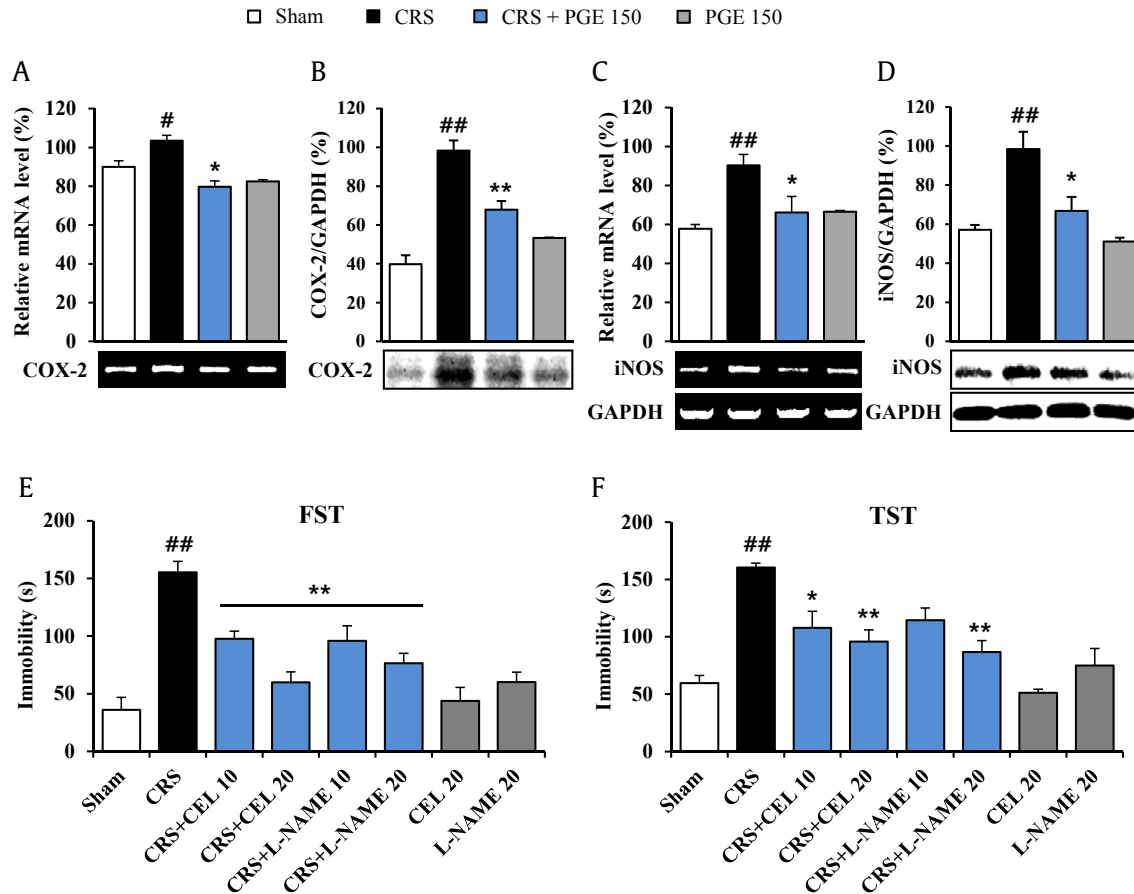 Sham CRS CRS + PGE 150 PGE 150
A
Relative mRNA level (%)
120
100
80
60
40
20
0
#
*
COX-2
B
COX-2/GAPDH (%)
120
100
80
60
40
20
0
##
**
COX-2
C
Relative mRNA level (%)
120
100
80
60
40
20
0
##
*
iNOS
GAPDH
D
iNOS/GAPDH (%)
120
100
80
60
40
20
0
##
*
iNOS
GAPDH
E
FST
Immobility (s)
200
150
100
50
0
##
**
Sham
CRS
CRS+CEL 10
CRS+CEL 20
CRS+L-NAME 10
CRS+L-NAME 20
CEL 20
L-NAME 20
F
TST
Immobility (s)
200
150
100
50
0
##
*
**
**
Sham
CRS
CRS+CEL 10
CRS+CEL 20
CRS+L-NAME 10
CRS+L-NAME 20
CEL 20
L-NAME 20